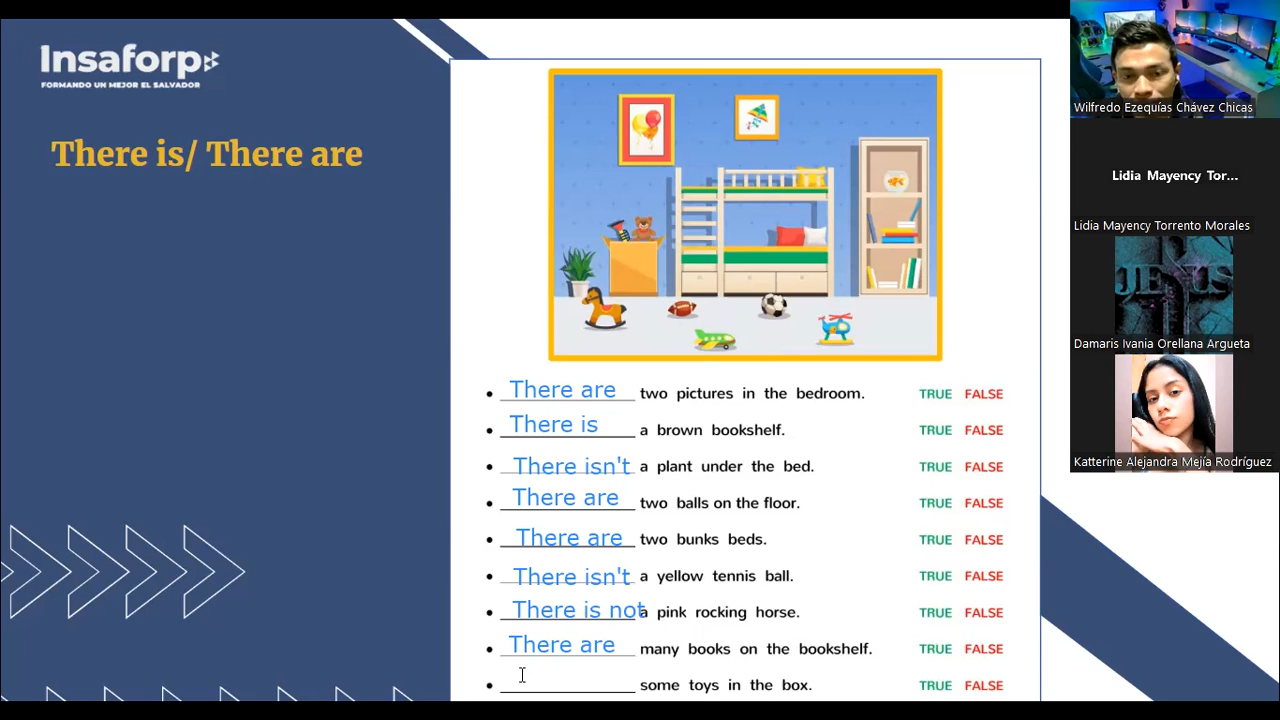 Insaforp
FORMANDO UN MEJOR EL SALVADOR
There is/ There are
• There are two pictures in the bedroom. TRUE FALSE
• There is a brown bookshelf. TRUE FALSE
• There isn't a plant under the bed. TRUE FALSE
• There are two balls on the floor. TRUE FALSE
• There are two bunks beds. TRUE FALSE
• There isn't a yellow tennis ball. TRUE FALSE
• There is not a pink rocking horse. TRUE FALSE
• There are many books on the bookshelf. TRUE FALSE
• ____ some toys in the box. TRUE FALSE
Wilfredo Ezequías Chávez Chicas
Lidia Mayency Tor...
Lidia Mayency Torrento Morales
JESUS
Damaris Ivania Orellana Argueta
Katterine Alejandra Mejía Rodríguez